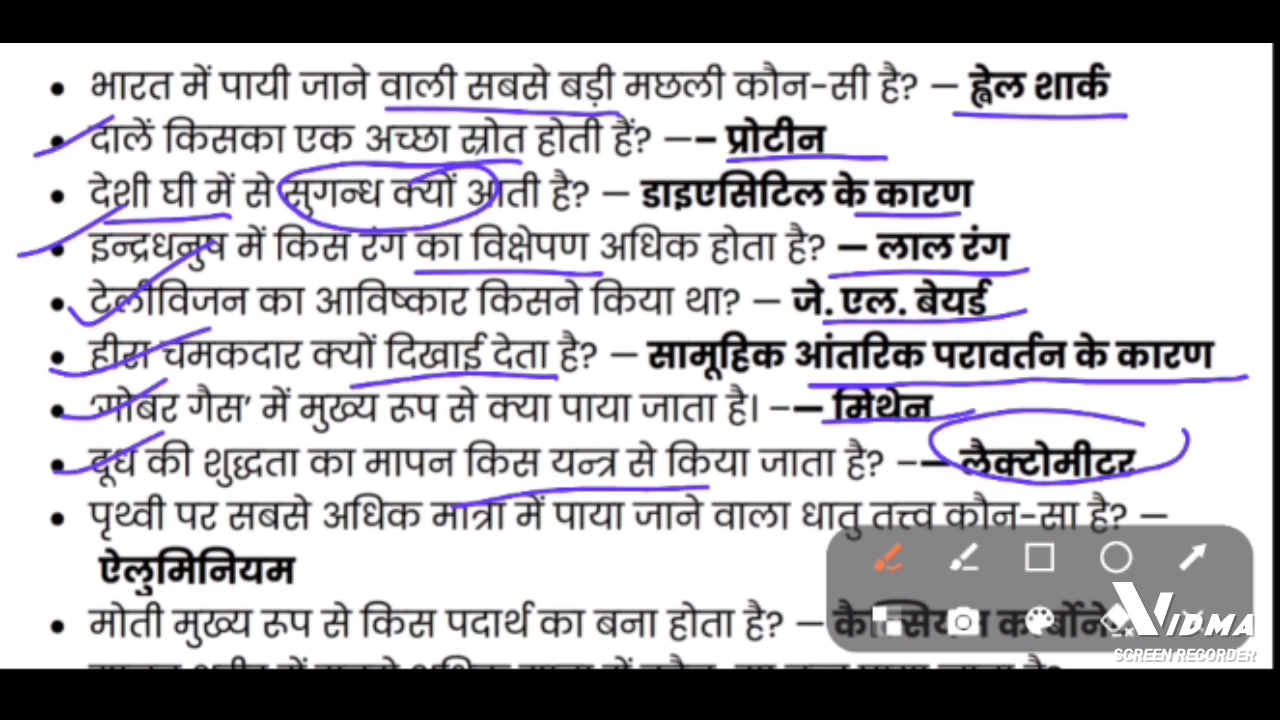 • भारत में पायी जाने वाली सबसे बड़ी मछली कौन-सी है? — ह्वेल शार्क
• दालें किसका एक अच्छा स्रोत होती हैं? —– प्रोटीन
• देशी घी में से सुगन्ध क्यों आती है? — डाइएसिटिल के कारण
• इन्द्रधनुष में किस रंग का विक्षेपण अधिक होता है? — लाल रंग
• टेलीविजन का आविष्कार किसने किया था? — जे. एल. बेयर्ड
• हीरा चमकदार क्यों दिखाई देता है? — सामूहिक आंतरिक परावर्तन के कारण
• 'गोबर गैस' में मुख्य रूप से क्या पाया जाता है। –— मिथेन
• दूध की शुद्धता का मापन किस यन्त्र से किया जाता है? –— लैक्टोमीटर
• पृथ्वी पर सबसे अधिक मात्रा में पाया जाने वाला धातु तत्त्व कौन-सा है? —
ऐलुमिनियम
• मोती मुख्य रूप से किस पदार्थ का बना होता है? —
VIDMA
SCREEN RECORDER